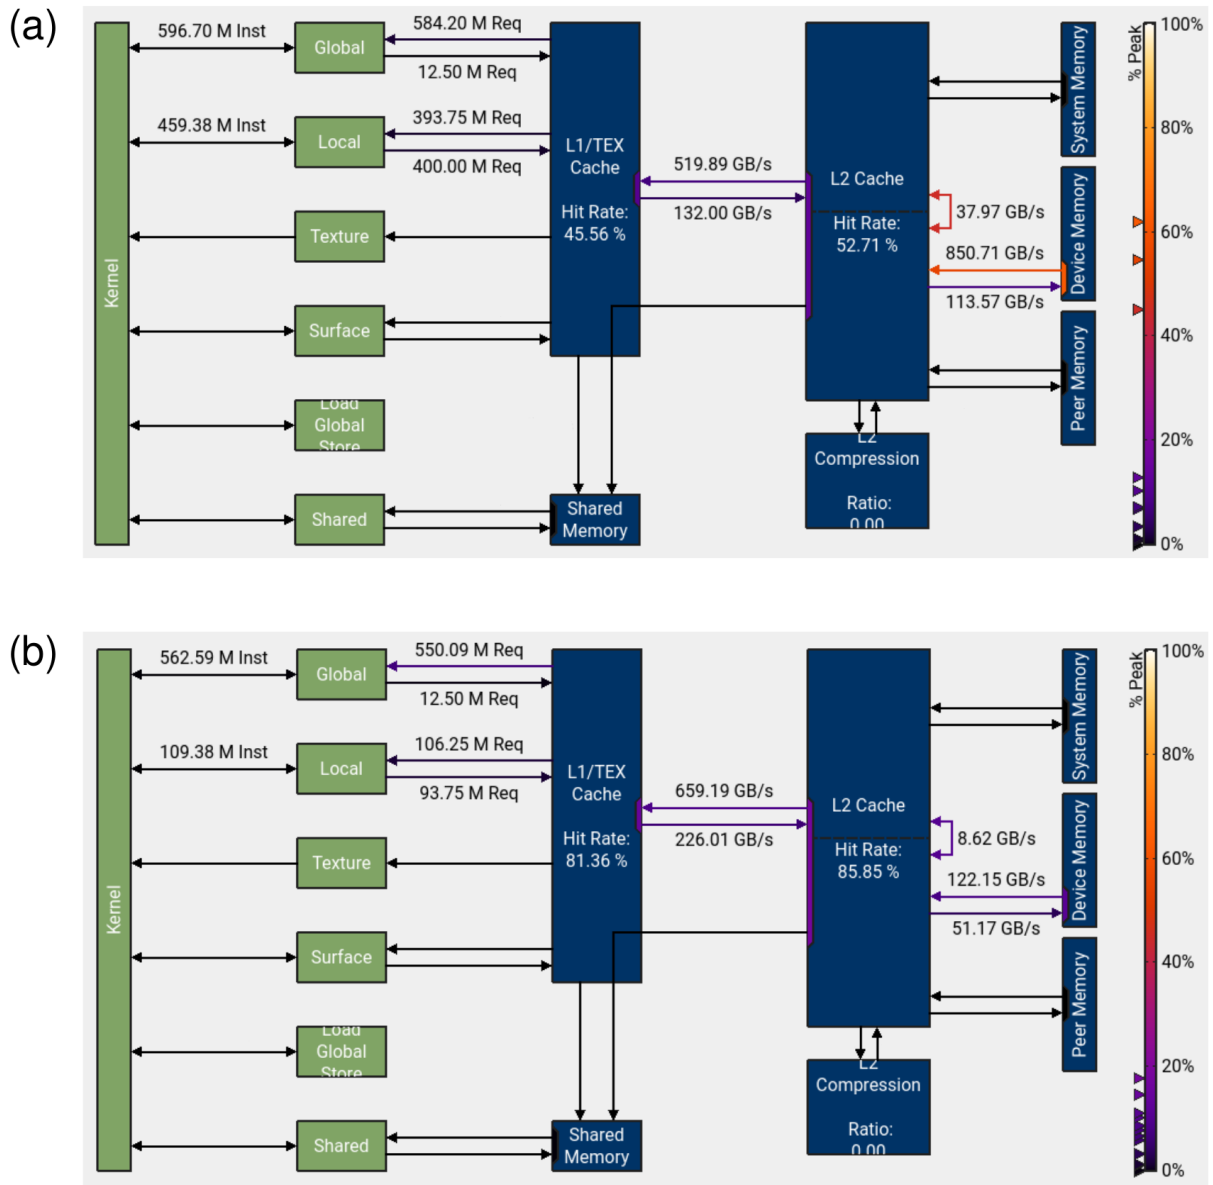 (a)
596.70 M Inst
Global
584.20 M Req
12.50 M Req
459.38 M Inst
Local
393.75 M Req
400.00 M Req
L1/TEX
Cache
Hit Rate:
45.56 %
519.89 GB/s
132.00 GB/s
L2 Cache
Hit Rate:
52.71 %
37.97 GB/s
850.71 GB/s
113.57 GB/s
System Memory
Device Memory
Peer Memory
% Peak
100%
80%
60%
40%
20%
0%
Kernel
Texture
Surface
Load
Global
Store
Shared
Shared
Memory
L2
Compression
Ratio:
0.00
(b)
562.59 M Inst
Global
550.09 M Req
12.50 M Req
109.38 M Inst
Local
106.25 M Req
93.75 M Req
L1/TEX
Cache
Hit Rate:
81.36 %
659.19 GB/s
226.01 GB/s
L2 Cache
Hit Rate:
85.85 %
8.62 GB/s
122.15 GB/s
51.17 GB/s
System Memory
Device Memory
Peer Memory
% Peak
100%
80%
60%
40%
20%
0%
Kernel
Texture
Surface
Load
Global
Store
Shared
Shared
Memory
L2
Compression
Ratio:
0.00